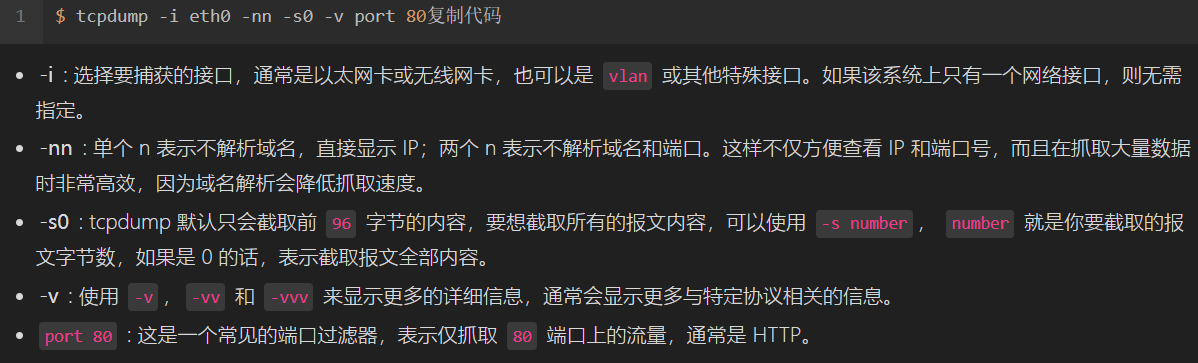 1 $ tcpdump -i eth0 -nn -s0 -v port 80复制代码
• -i : 选择要捕获的接口，通常是以太网卡或无线网卡，也可以是 vlan 或其他特殊接口。如果该系统上只有一个网络接口，则无需
指定。
• -nn : 单个 n 表示不解析域名，直接显示 IP；两个 n 表示不解析域名和端口。这样不仅方便查看 IP 和端口号，而且在抓取大量数据
时非常高效，因为域名解析会降低抓取速度。
• -s0 : tcpdump 默认只会截取前 96 字节的内容，要想截取所有的报文内容，可以使用 -s number， number 就是你要截取的报
文字节数，如果是 0 的话，表示截取报文全部内容。
• -v : 使用 -v， -vv 和 -vvv 来显示更多的详细信息，通常会显示更多与特定协议相关的信息。
• port 80 : 这是一个常见的端口过滤器，表示仅抓取 80 端口上的流量，通常是 HTTP。